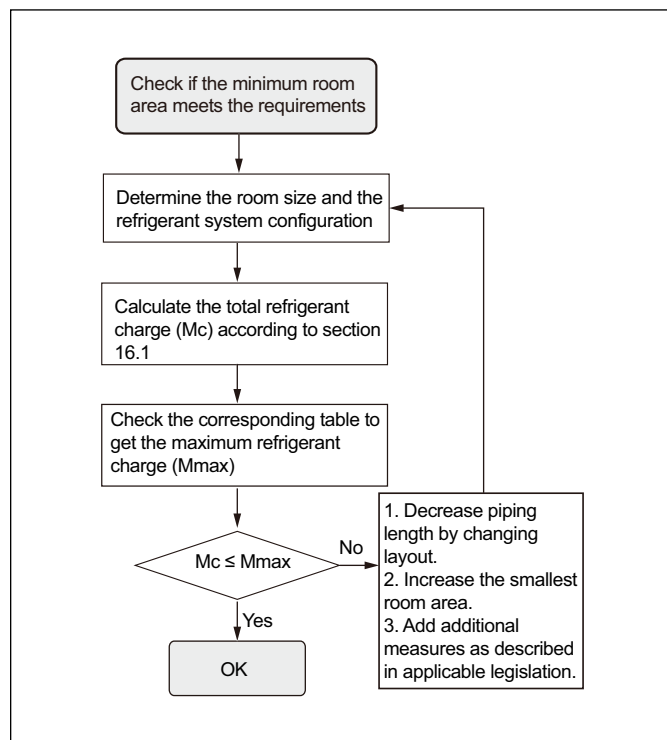 Check if the minimum room
area meets the requirements
Determine the room size and the
refrigerant system configuration
Calculate the total refrigerant
charge (Mc) according to section
16.1
Check the corresponding table to
get the maximum refrigerant
charge (Mmax)
Mc ≤ Mmax
No
1. Decrease piping
length by changing
layout.
2. Increase the smallest
room area.
3. Add additional
measures as described
in applicable legislation.
Yes
OK